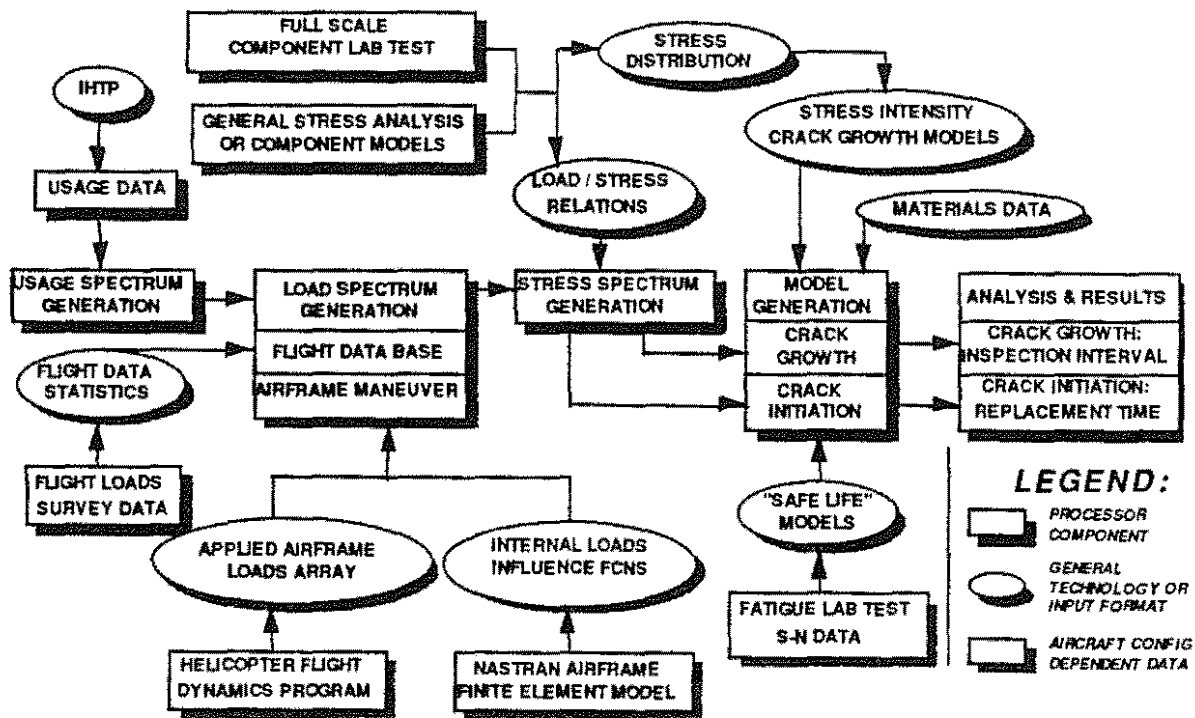 FULL SCALE
COMPONENT LAB TEST
STRESS
DISTRIBUTION
IHTP
GENERAL STRESS ANALYSIS
OR COMPONENT MODELS
STRESS INTENSITY
CRACK GROWTH MODELS
USAGE DATA
LOAD / STRESS
RELATIONS
MATERIALS DATA
USAGE SPECTRUM
GENERATION
LOAD SPECTRUM
GENERATION
FLIGHT DATA BASE
AIRFRAME MANEUVER
STRESS SPECTRUM
GENERATION
MODEL
GENERATION
CRACK
GROWTH
CRACK
INITIATION
ANALYSIS & RESULTS
CRACK GROWTH:
INSPECTION INTERVAL
CRACK INITIATION:
REPLACEMENT TIME
FLIGHT DATA
STATISTICS
FLIGHT LOADS
SURVEY DATA
APPLIED AIRFRAME
LOADS ARRAY
INTERNAL LOADS
INFLUENCE FCNS
"SAFE LIFE"
MODELS
HELICOPTER FLIGHT
DYNAMICS PROGRAM
NASTRAN AIRFRAME
FINITE ELEMENT MODEL
FATIGUE LAB TEST
S-N DATA
LEGEND:
PROCESSOR
COMPONENT
GENERAL
TECHNOLOGY OR
INPUT FORMAT
AIRCRAFT CONFIG
DEPENDENT DATA